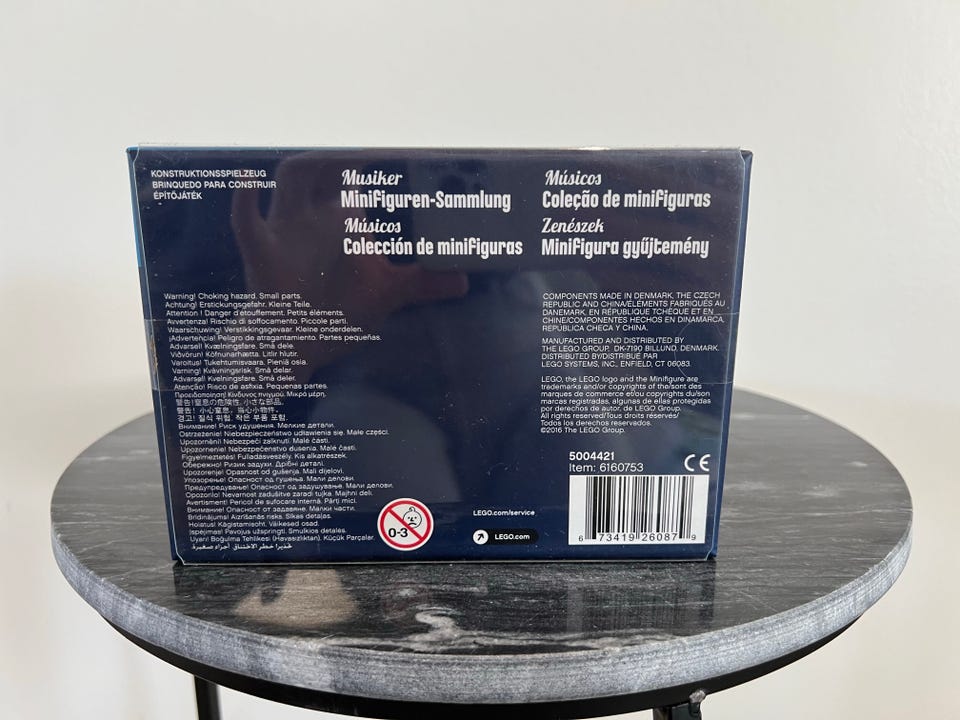 KONSTRUKTIONSSPIELZEUG
BRINQUEDO PARA CONSTRUIR
ÉPÍTŐJÁTÉK
Musiker
Minifiguren-Sammlung
Músicos
Colección de minifiguras
Músicos
Coleção de minifiguras
Zenészek
Minifigura gyűjtemény
Warning! Choking hazard. Small parts.
Achtung! Erstickungsgefahr. Kleine Teile.
Attention ! Danger d'étouffement. Petits éléments.
Avvertenza! Rischio di soffocamento. Piccole parti.
Waarschuwing! Verstikkingsgevaar. Kleine onderdelen.
¡Advertencia! Peligro de atragantamiento. Partes pequeñas.
Advarsel! Kvælningsfare. Små dele.
Viðvörun! Köfnunarhætta. Litlir hlutir.
Varoitus! Tukehtumisvaara. Pieniä osia.
Varning! Kvävningsrisk. Små delar.
Advarsel! Kvelningsfare. Små deler.
Atenção! Risco de asfixia. Pequenas partes.
Προειδοποίηση! Κίνδυνος πνιγμού. Μικρά μέρη.
警告! 窒息の危険性。小さな部品。
警告! 小心窒息，当心小物件。
경고! 질식 위험. 작은 부품 포함.
Внимание! Риск удушения. Мелкие детали.
Ostrzeżenie! Niebezpieczeństwo udławienia się. Małe części.
Upozornění! Nebezpečí zalknutí. Malé části.
Upozornenie! Nebezpečenstvo dusenia. Malé časti.
Figyelmeztetés! Fulladásveszély. Kis alkatrészek.
Обережно! Ризик задухи. Дрібні деталі.
Upozorenje! Opasnost od gušenja. Mali dijelovi.
Упозорење! Опасност од гушења. Мали делови.
Предупредување! Опасност од задушување. Мали делови.
Opozorilo! Nevarnost zadušitve zaradi tujka. Majhni deli.
Avertisment! Pericol de sufocare internă. Părți mici.
Внимание! Опасност от задавяне. Малки части.
Brīdinājums! Aizrīšanās risks. Sīkas detaļas.
Hoiatus! Kägistamisoht. Väikesed osad.
Įspėjimas! Pavojus užspringti. Smulkios detalės.
Uyarı! Boğulma Tehlikesi (Havasızlıktan). Küçük Parçalar.
تحذير! خطر الاختناق. أجزاء صغيرة.
0-3
LEGO.com/service
LEGO.com
COMPONENTS MADE IN DENMARK, THE CZECH
REPUBLIC AND CHINA/ÉLÉMENTS FABRIQUÉS AU
DANEMARK, EN RÉPUBLIQUE TCHÈQUE ET EN
CHINE/COMPONENTES HECHOS EN DINAMARCA,
REPÚBLICA CHECA Y CHINA.
MANUFACTURED AND DISTRIBUTED BY
THE LEGO GROUP. DK-7190 BILLUND, DENMARK.
DISTRIBUTED BY/DISTRIBUÉ PAR
LEGO SYSTEMS, INC., ENFIELD, CT 06083.
LEGO, the LEGO logo and the Minifigure are
trademarks and/or copyrights of the/sont des
marques de commerce et/ou copyrights du/son
marcas registradas, algunas de ellas protegidas
por derechos de autor, de LEGO Group.
All rights reserved/Tous droits réservés/
Todos los derechos reservados.
©2016 The LEGO Group.
5004421
Item: 6160753
CE
6 73419 26087 9